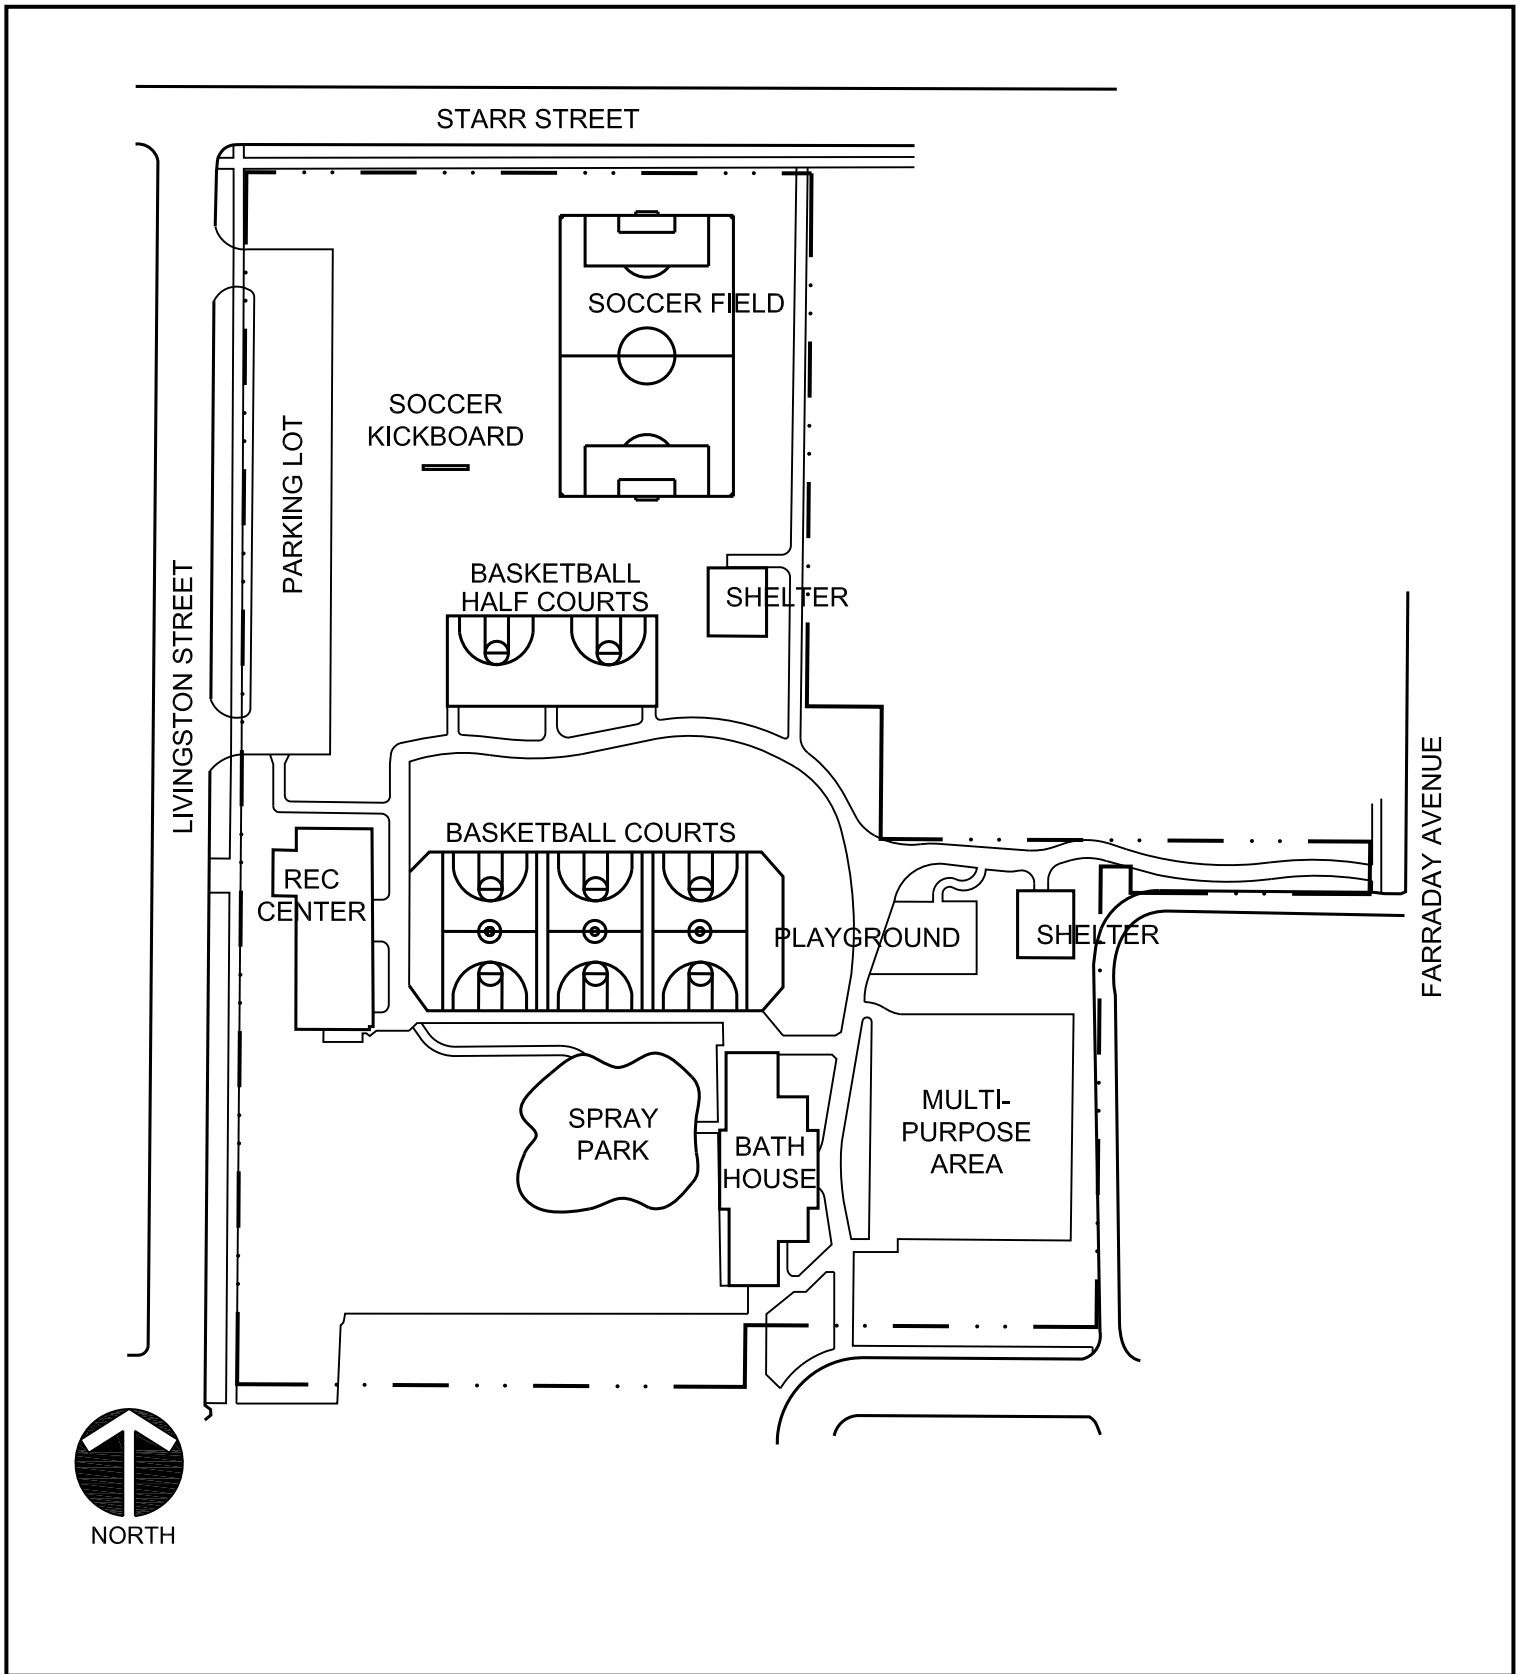 STARR STREET
SOCCER FIELD
SOCCER
KICKBOARD
PARKING LOT
LIVINGSTON STREET
BASKETBALL
HALF COURTS
SHELTER
BASKETBALL COURTS
FARRADAY AVENUE
REC
CENTER
PLAYGROUND
SHELTER
SPRAY
PARK
BATH
HOUSE
MULTI-
PURPOSE
AREA
NORTH